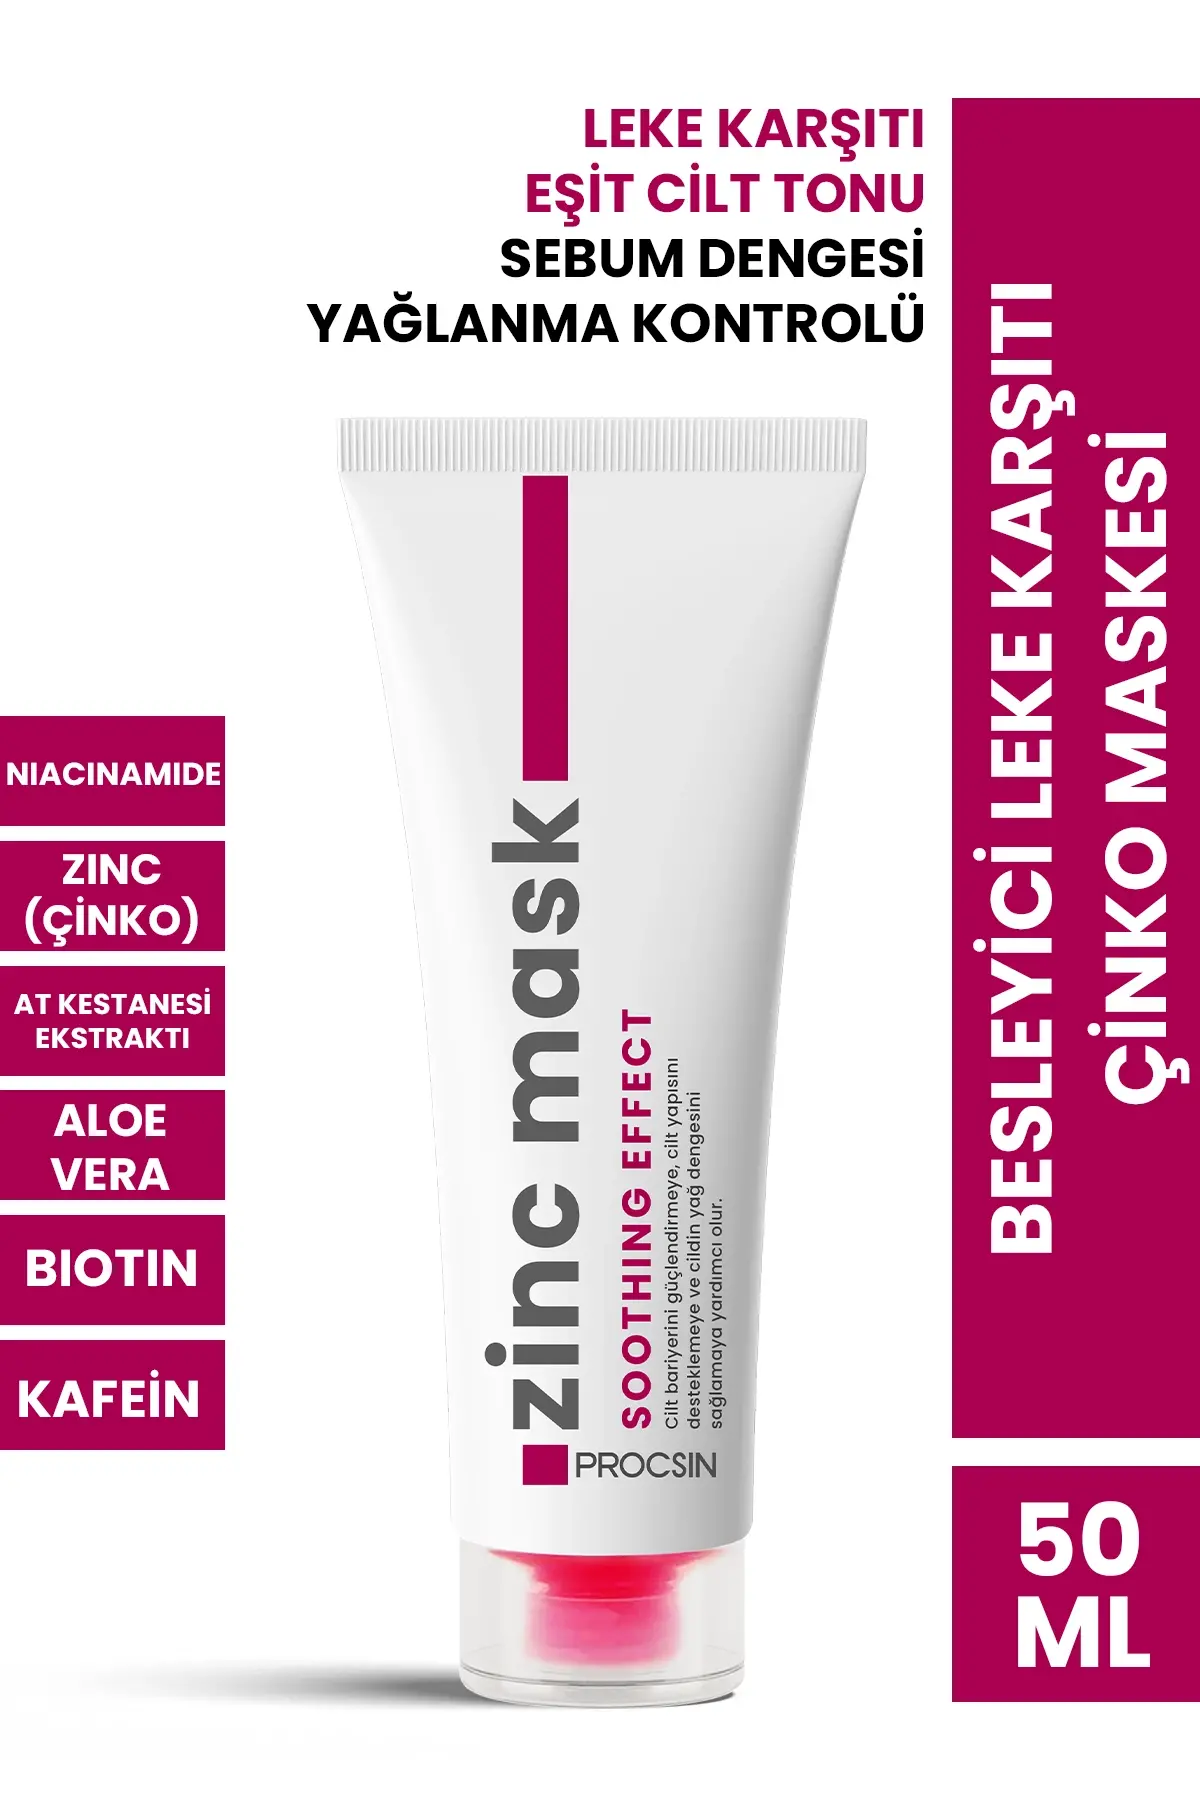 LEKE KARŞITI
EŞİT CİLT TONU
SEBUM DENGESİ
YAĞLANMA KONTROLÜ
BESLEYİCİ LEKE KARŞITI
ÇİNKO MASKESİ
NIACINAMIDE
ZINC
(ÇİNKO)
AT KESTANESİ
EKSTRAKTI
ALOE
VERA
BIOTIN
KAFEİN
zinc mask
SOOTHING EFFECT
Cilt bariyerini güçlendirmeye, cilt yapısını
desteklemeye ve cildin yağ dengesini
sağlamaya yardımcı olur.
PROCSIN
50
ML